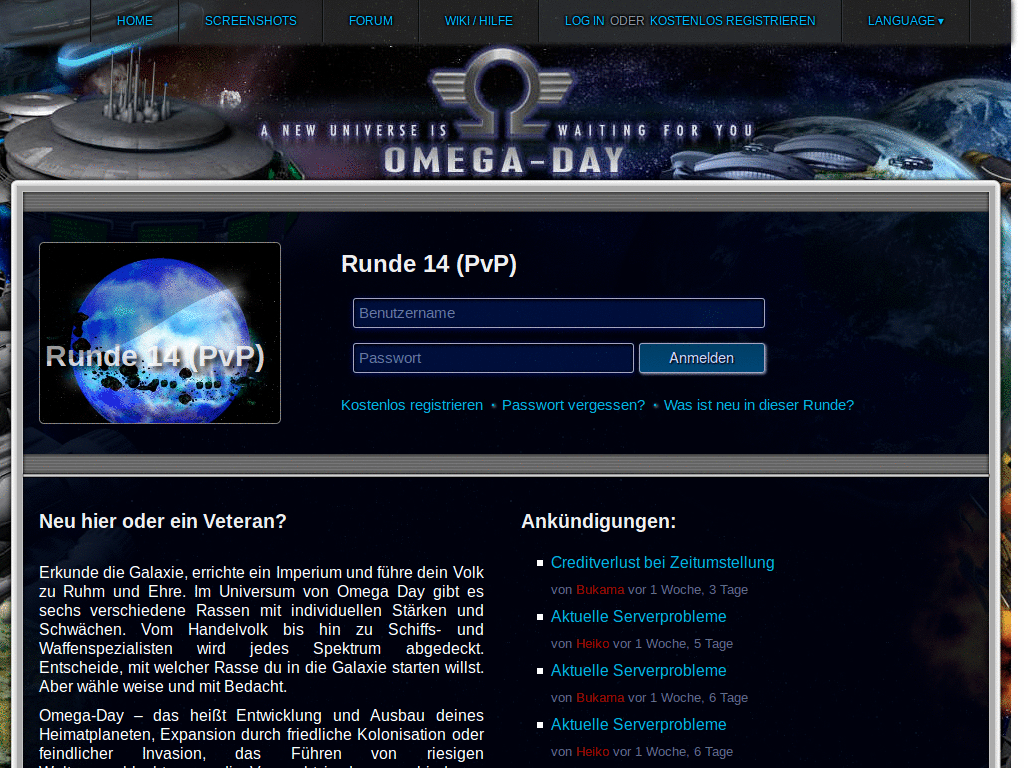 HOME SCREENSHOTS FORUM WIKI / HILFE LOG IN ODER KOSTENLOS REGISTRIEREN LANGUAGE ▾
A NEW UNIVERSE IS WAITING FOR YOU
OMEGA-DAY
Runde 14 (PvP)
Benutzername
Runde 14 (PvP)
Passwort Anmelden
Kostenlos registrieren • Passwort vergessen? • Was ist neu in dieser Runde?
Neu hier oder ein Veteran?
Erkunde die Galaxie, errichte ein Imperium und führe dein Volk
zu Ruhm und Ehre. Im Universum von Omega Day gibt es
sechs verschiedene Rassen mit individuellen Stärken und
Schwächen. Vom Handelvolk bis hin zu Schiffs- und
Waffenspezialisten wird jedes Spektrum abgedeckt.
Entscheide, mit welcher Rasse du in die Galaxie starten willst.
Aber wähle weise und mit Bedacht.
Omega-Day – das heißt Entwicklung und Ausbau deines
Heimatplaneten, Expansion durch friedliche Kolonisation oder
feindlicher Invasion, das Führen von riesigen
Ankündigungen:
Creditverlust bei Zeitumstellung
von Bukama vor 1 Woche, 3 Tage
Aktuelle Serverprobleme
von Heiko vor 1 Woche, 5 Tage
Aktuelle Serverprobleme
von Bukama vor 1 Woche, 6 Tage
Aktuelle Serverprobleme
von Heiko vor 1 Woche, 6 Tage